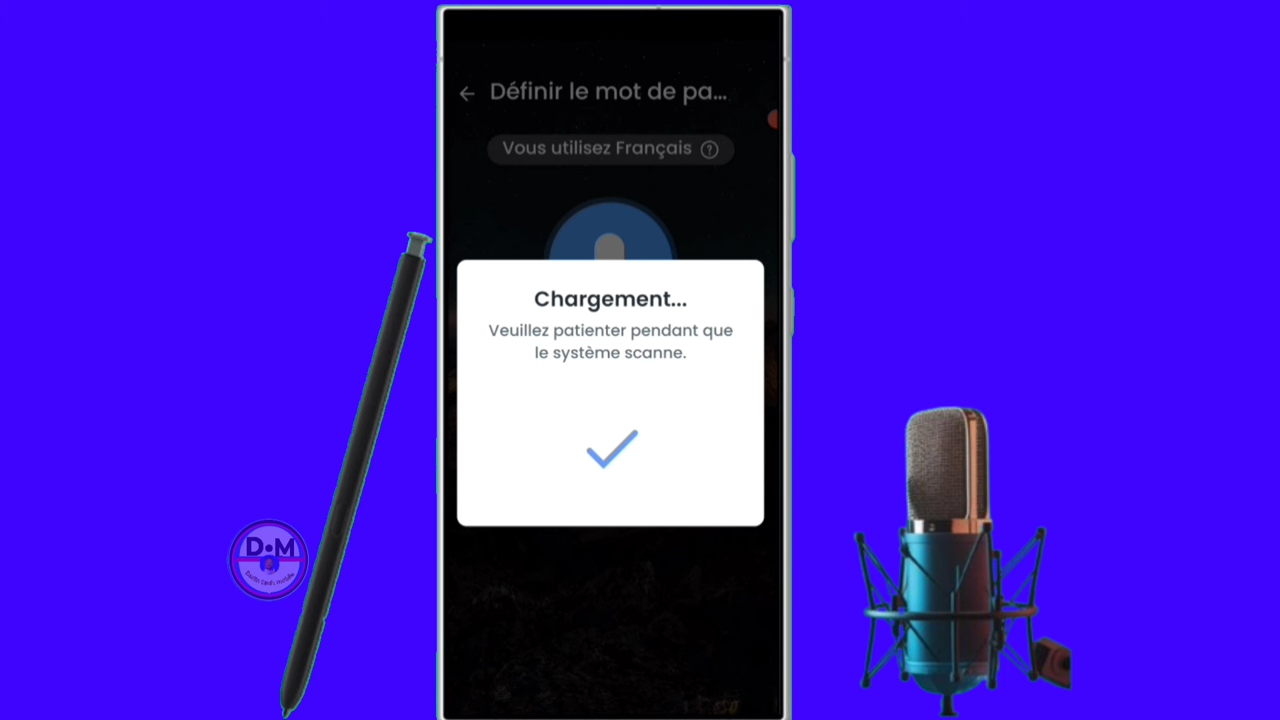 Définir le mot de pa...
Vous utilisez Français ?
Chargement...
Veuillez patienter pendant que
le système scanne.
D•M